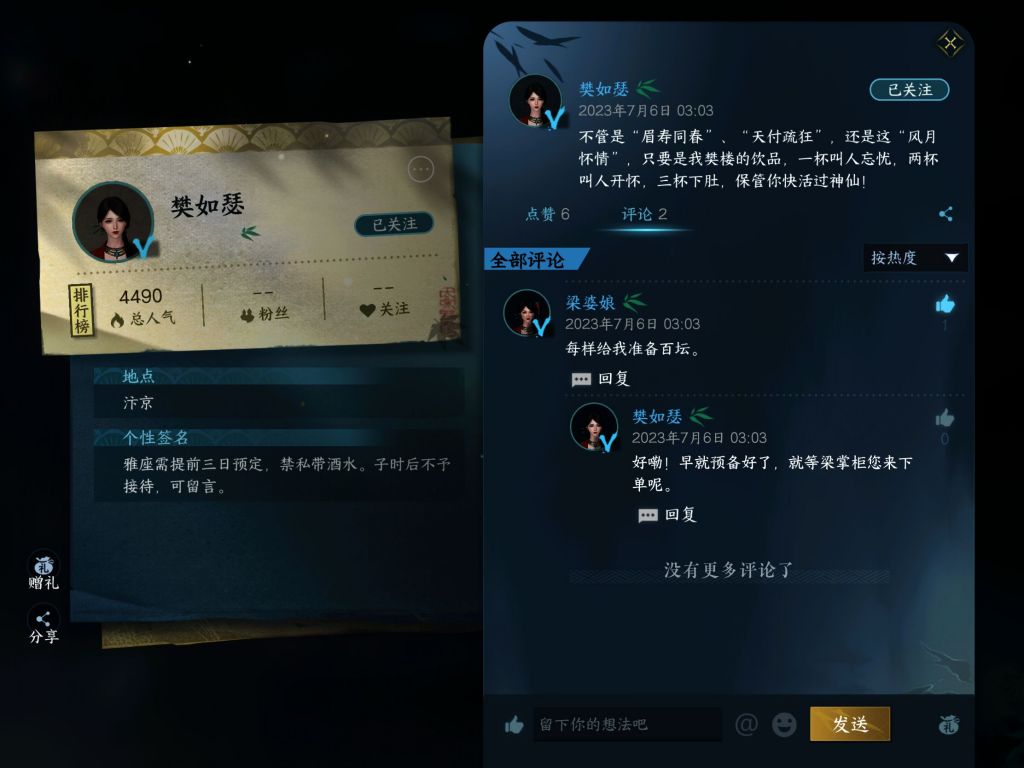 樊如瑟
已关注
排行榜
4490
总人气
--
粉丝
--
关注
地点
汴京
个性签名
雅座需提前三日预定，禁私带酒水。子时后不予
接待，可留言。
赠礼
分享
樊如瑟
已关注
2023年7月6日 03:03
不管是“眉寿同春”、“天付疏狂”，还是这“风月
怀情”，只要是我樊楼的饮品，一杯叫人忘忧，两杯
叫人开怀，三杯下肚，保管你快活过神仙！
点赞 6
评论 2
全部评论
按热度
梁婆娘
2023年7月6日 03:03
1
每样给我准备百坛。
回复
樊如瑟
2023年7月6日 03:03
0
好嘞！早就预备好了，就等梁掌柜您来下
单呢。
回复
没有更多评论了
留下你的想法吧
@
发送
礼